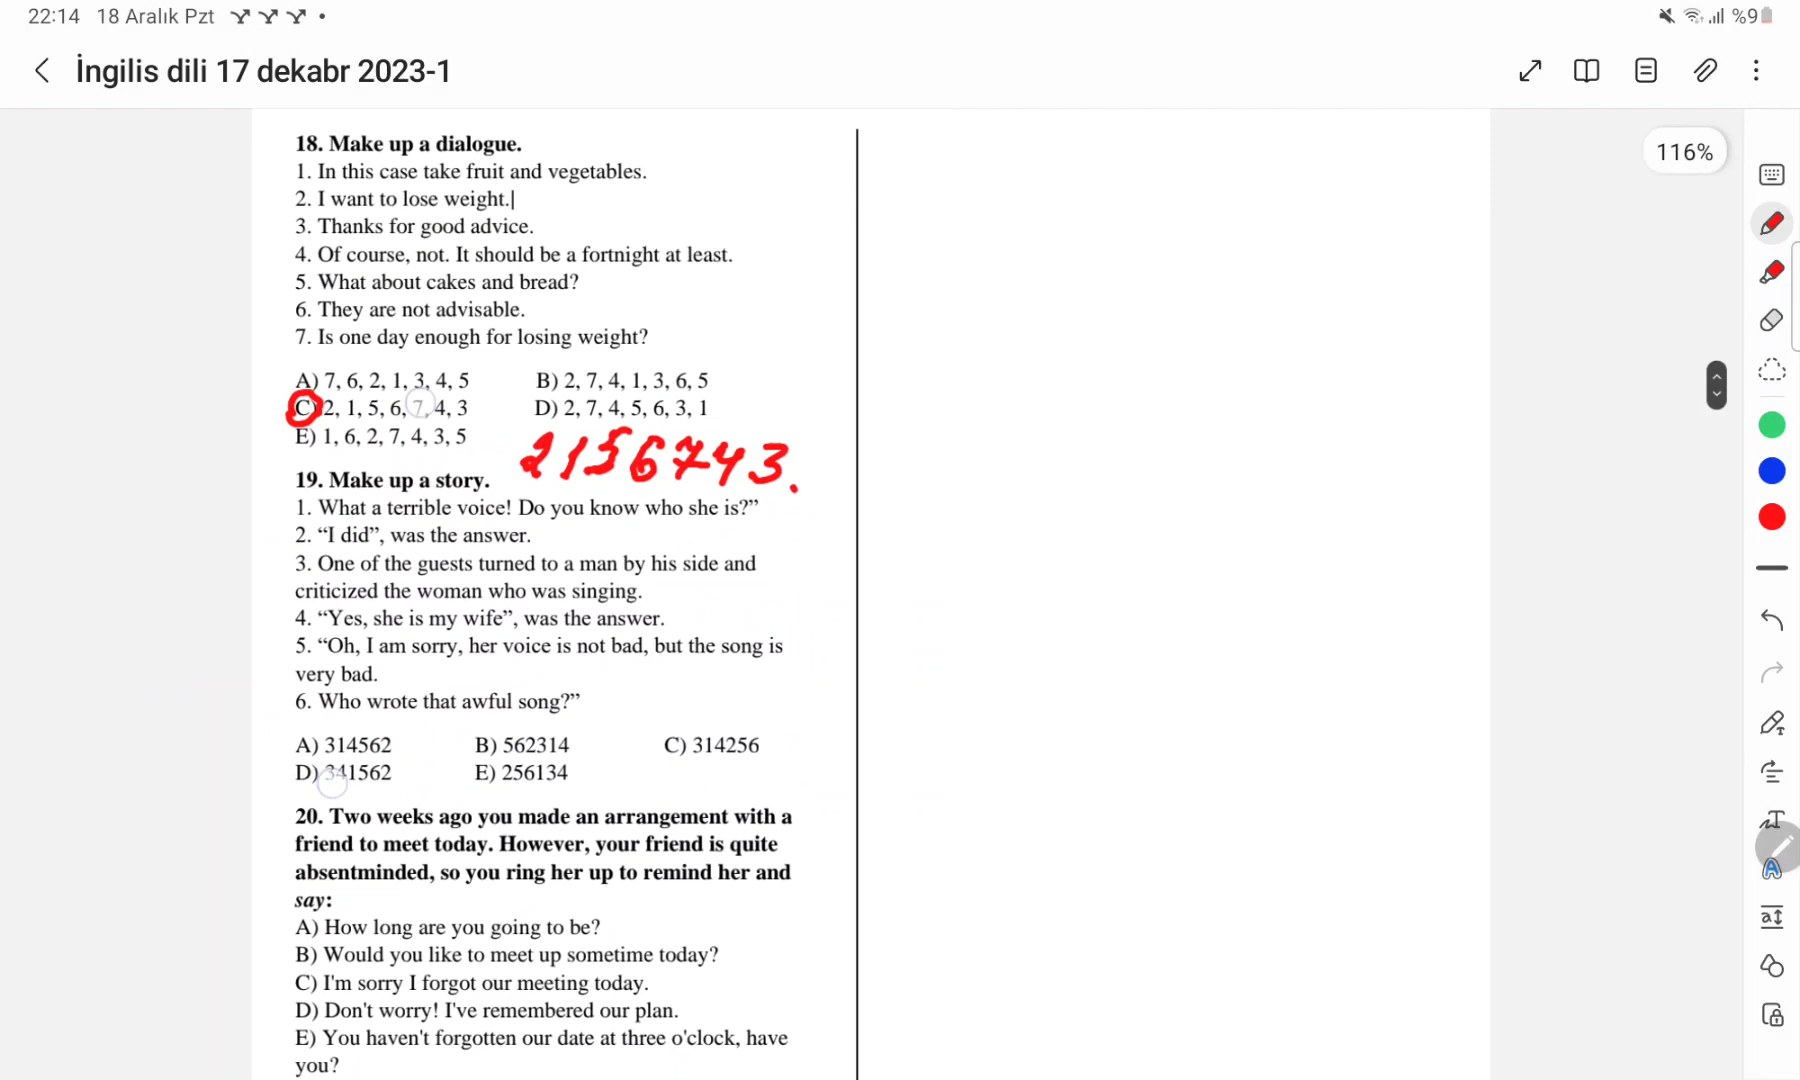 22:14 18 Aralık Pzt
%9
İngilis dili 17 dekabr 2023-1
116%
18. Make up a dialogue.
1. In this case take fruit and vegetables.
2. I want to lose weight.
3. Thanks for good advice.
4. Of course, not. It should be a fortnight at least.
5. What about cakes and bread?
6. They are not advisable.
7. Is one day enough for losing weight?
A) 7, 6, 2, 1, 3, 4, 5 B) 2, 7, 4, 1, 3, 6, 5
C) 2, 1, 5, 6, 7, 4, 3 D) 2, 7, 4, 5, 6, 3, 1
E) 1, 6, 2, 7, 4, 3, 5
2156743.
19. Make up a story.
1. What a terrible voice! Do you know who she is?”
2. “I did”, was the answer.
3. One of the guests turned to a man by his side and
criticized the woman who was singing.
4. “Yes, she is my wife”, was the answer.
5. “Oh, I am sorry, her voice is not bad, but the song is
very bad.
6. Who wrote that awful song?”
A) 314562 B) 562314 C) 314256
D) 341562 E) 256134
20. Two weeks ago you made an arrangement with a
friend to meet today. However, your friend is quite
absentminded, so you ring her up to remind her and
say:
A) How long are you going to be?
B) Would you like to meet up sometime today?
C) I'm sorry I forgot our meeting today.
D) Don't worry! I've remembered our plan.
E) You haven't forgotten our date at three o'clock, have
you?